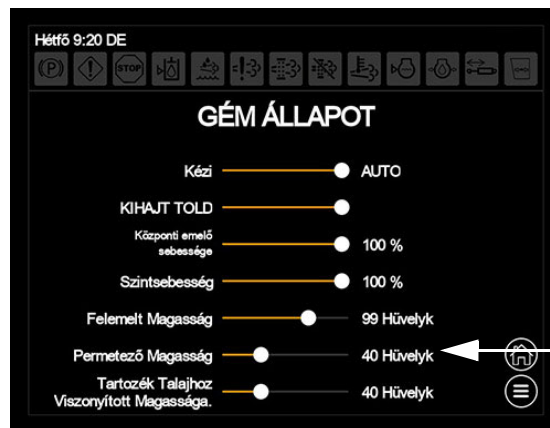 Hétfő 9:20 DE
(P) STOP
GÉM ÁLLAPOT
Kézi AUTO
KIHAJT TOLD
Központi emelő
sebessége 100 %
Szintsebesség 100 %
Felemelt Magasság 99 Hüvelyk
Permetező Magasság 40 Hüvelyk
Tartozék Talajhoz
Viszonyított Magassága. 40 Hüvelyk